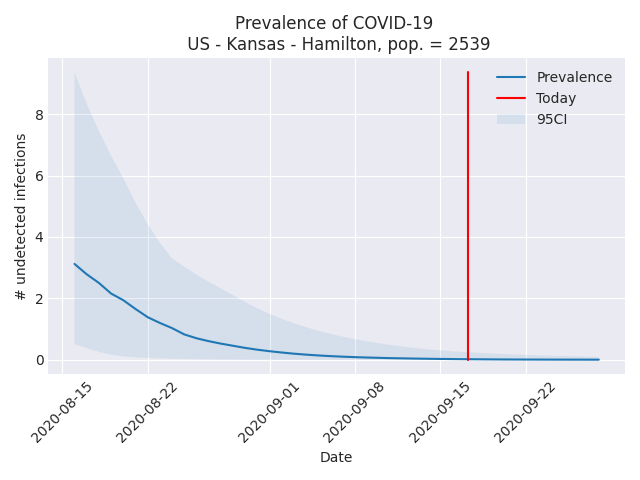 Prevalence of COVID-19
US - Kansas - Hamilton, pop. = 2539
Prevalence
Today
95CI
# undetected infections
8
6
4
2
0
2020-08-15
2020-08-22
2020-09-01
2020-09-08
2020-09-15
2020-09-22
Date